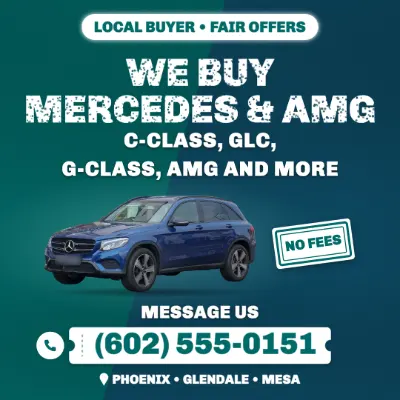 LOCAL BUYER • FAIR OFFERS
WE BUY
MERCEDES & AMG
C-CLASS, GLC,
G-CLASS, AMG AND MORE
NO FEES
MESSAGE US
(602) 555-0151
PHOENIX • GLENDALE • MESA